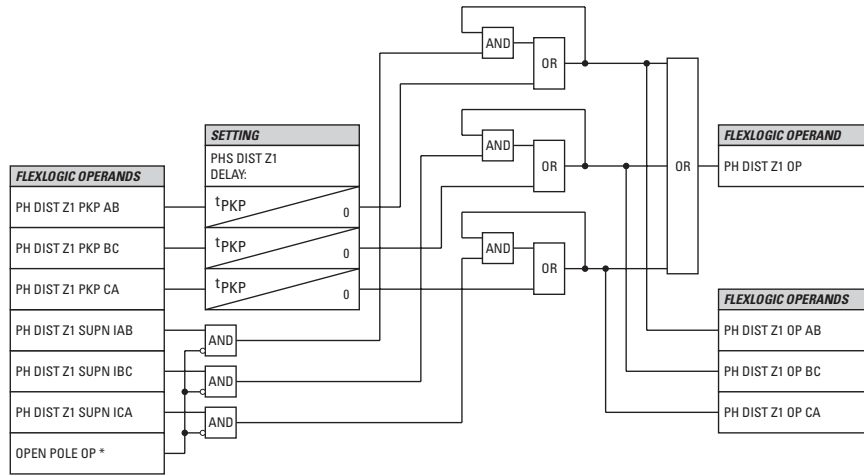 FLEXLOGIC OPERANDS
PH DIST Z1 PKP AB
PH DIST Z1 PKP BC
PH DIST Z1 PKP CA
PH DIST Z1 SUPN IAB
PH DIST Z1 SUPN IBC
PH DIST Z1 SUPN ICA
OPEN POLE OP *
SETTING
PHS DIST Z1
DELAY:
tPKP
0
tPKP
0
tPKP
0
AND
AND
AND
AND
OR
AND
OR
AND
OR
OR
FLEXLOGIC OPERAND
PH DIST Z1 OP
FLEXLOGIC OPERANDS
PH DIST Z1 OP AB
PH DIST Z1 OP BC
PH DIST Z1 OP CA